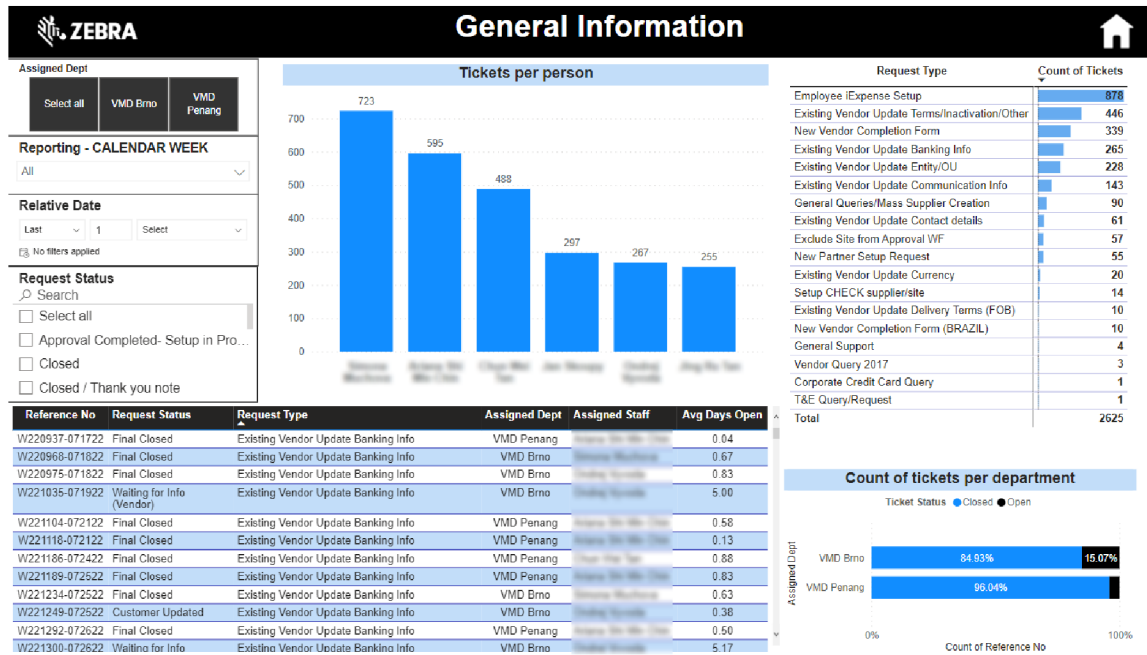 ZEBRA
General Information
Assigned Dept
Select all
VMD Brno
VMD
Penang
Reporting - CALENDAR WEEK
All
Relative Date
Last
1
Select
No filters applied
Request Status
Search
Select all
Approval Completed- Setup in Pro...
Closed
Closed / Thank you note
Tickets per person
723
595
488
297
267
255
700
600
500
400
300
200
100
0
Request Type Count of Tickets
Employee iExpense Setup 878
Existing Vendor Update Terms/Inactivation/Other 446
New Vendor Completion Form 339
Existing Vendor Update Banking Info 265
Existing Vendor Update Entity/OU 228
Existing Vendor Update Communication Info 143
General Queries/Mass Supplier Creation 90
Existing Vendor Update Contact details 61
Exclude Site from Approval WF 57
New Partner Setup Request 55
Existing Vendor Update Currency 20
Setup CHECK supplier/site 14
Existing Vendor Update Delivery Terms (FOB) 10
New Vendor Completion Form (BRAZIL) 10
General Support 4
Vendor Query 2017 3
Corporate Credit Card Query 1
T&E Query/Request 1
Total 2625
Reference No Request Status Request Type Assigned Dept Assigned Staff Avg Days Open
W220937-071722 Final Closed Existing Vendor Update Banking Info VMD Penang 0.04
W220968-071822 Final Closed Existing Vendor Update Banking Info VMD Brno 0.67
W220975-071822 Final Closed Existing Vendor Update Banking Info VMD Brno 0.83
W221035-071922 Waiting for Info Existing Vendor Update Banking Info VMD Brno 5.00
(Vendor)
W221104-072122 Final Closed Existing Vendor Update Banking Info VMD Penang 0.58
W221118-072122 Final Closed Existing Vendor Update Banking Info VMD Penang 0.13
W221186-072422 Final Closed Existing Vendor Update Banking Info VMD Penang 0.88
W221189-072522 Final Closed Existing Vendor Update Banking Info VMD Penang 0.83
W221234-072522 Final Closed Existing Vendor Update Banking Info VMD Brno 0.63
W221249-072522 Customer Updated Existing Vendor Update Banking Info VMD Brno 0.38
W221292-072622 Final Closed Existing Vendor Update Banking Info VMD Penang 0.50
W221300-072622 Waiting for Info Existing Vendor Update Banking Info VMD Brno 5.17
Count of tickets per department
Ticket Status Closed Open
Assigned Dept
VMD Brno 84.93% 15.07%
VMD Penang 96.04%
0% 100%
Count of Reference No